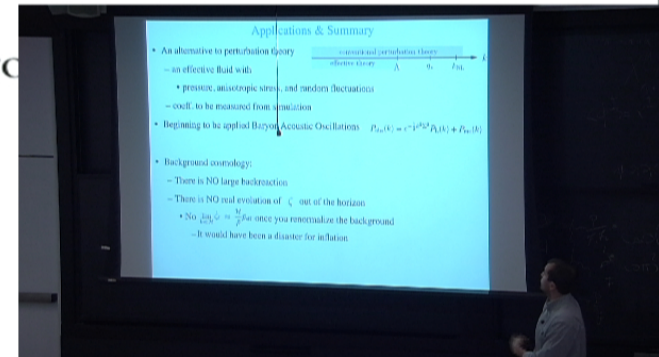 Applications & Summary
• An alternative to perturbation theory
– an effective fluid with
• pressure, anisotropic stress, and random fluctuations
– coeff. to be measured from simulation
• Beginning to be applied Baryon Acoustic Oscillations
• Background cosmology:
– There is NO large backreaction
– There is NO real evolution of ζ out of the horizon
• No once you renormalize the background
– It would have been a disaster for inflation